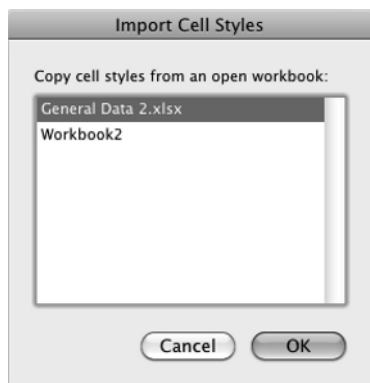 Import Cell Styles
Copy cell styles from an open workbook:
General Data 2.xlsx
Workbook2
Cancel OK